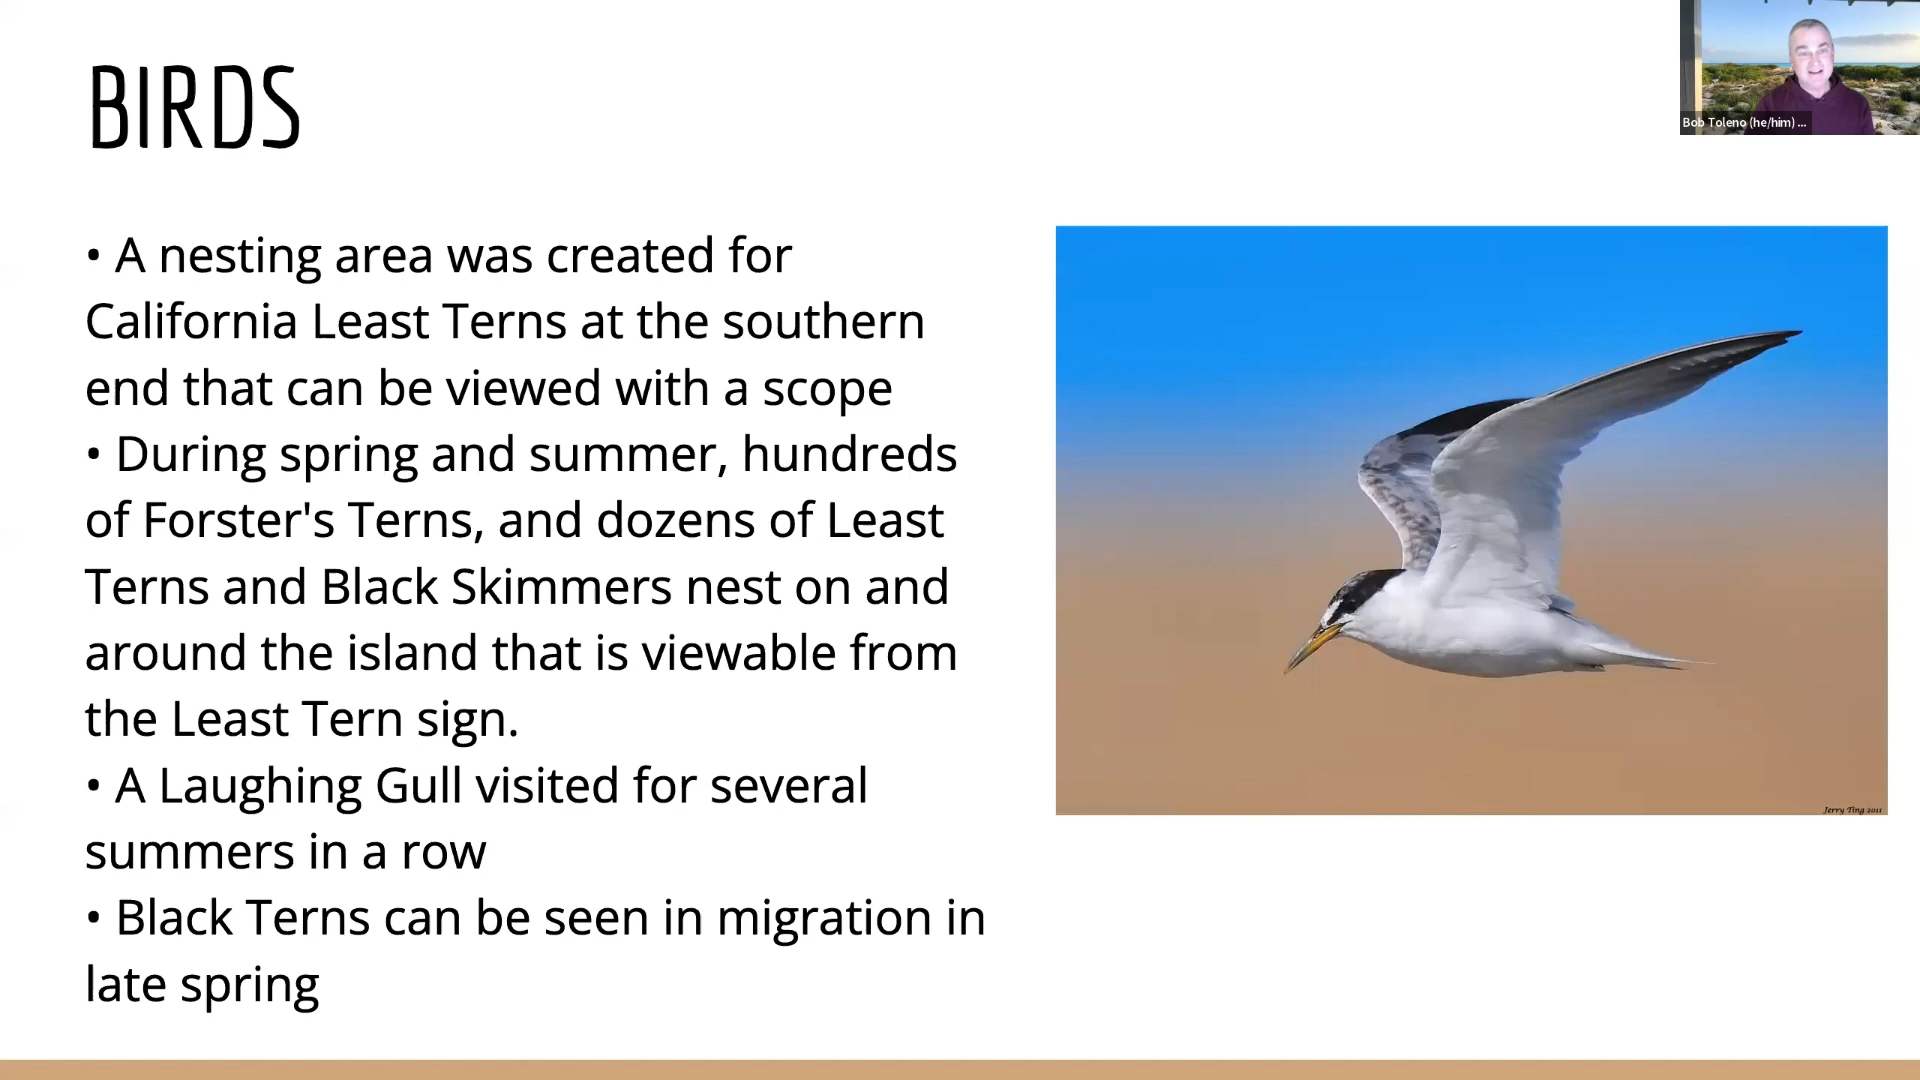 BIRDS
Bob Toleno (he/him) ...
• A nesting area was created for
California Least Terns at the southern
end that can be viewed with a scope
• During spring and summer, hundreds
of Forster's Terns, and dozens of Least
Terns and Black Skimmers nest on and
around the island that is viewable from
the Least Tern sign.
• A Laughing Gull visited for several
summers in a row
• Black Terns can be seen in migration in
late spring
Jerry Ting 2011